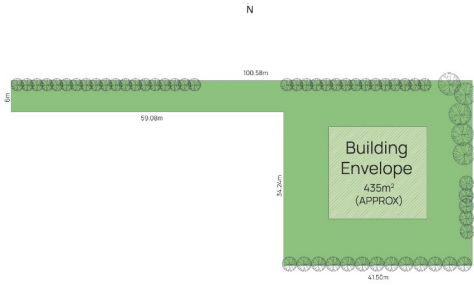 N
100.58m
6m
59.08m
34.24m
Building
Envelope
435m²
(APPROX)
41.50m